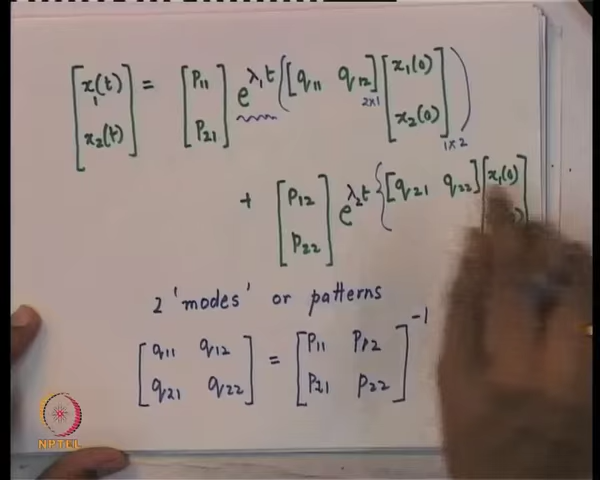 [x₁(t) x₂(t)] = [P₁₁ P₂₁] e^λ₁t ([q₁₁ q₁₂]₂ₓ₁ [x₁(0) x₂(0)])₁ₓ₂
+ [P₁₂ P₂₂] e^λ₂t {[q₂₁ q₂₂] [x₁(0)
2 'modes' or patterns
[q₁₁ q₁₂ = [P₁₁ P₁₂ ]⁻¹
q₂₁ q₂₂] P₂₁ P₂₂
NPTEL